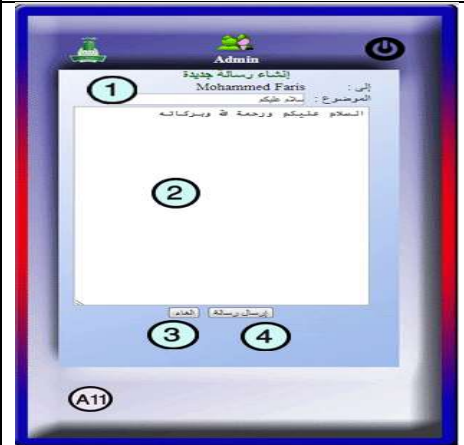 Admin
إنشاء رسالة جديدة
إلى : Mohammed Faris
الموضوع : سلام عليكم
1
السلام عليكم ورحمة الله وبركاته
2
إرسال رسالة الغاء
3 4
A11